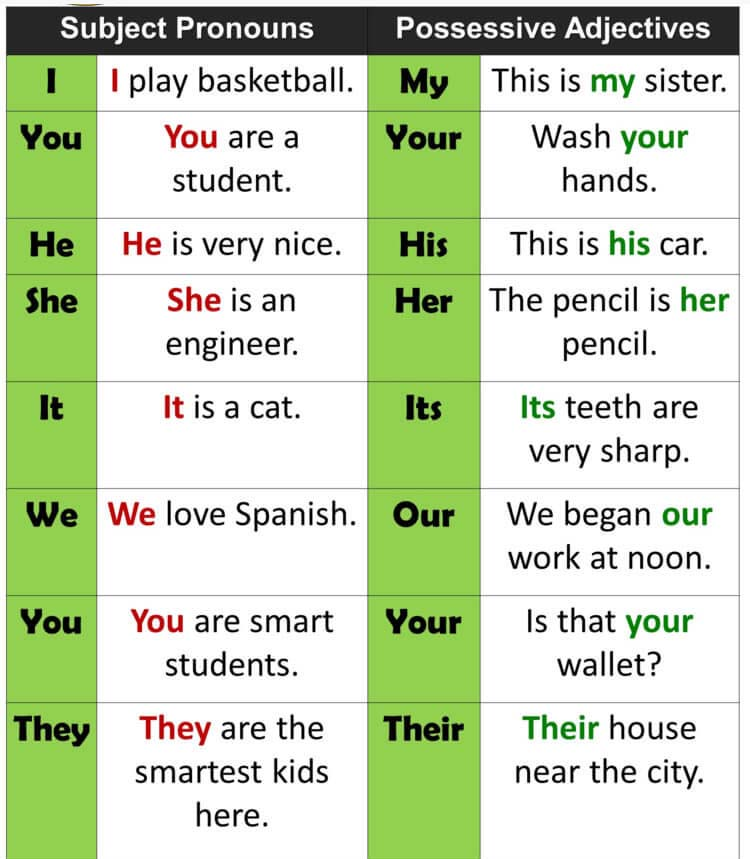 Subject Pronouns Possessive Adjectives
I I play basketball. My This is my sister.
You You are a Your Wash your
student. hands.
He He is very nice. His This is his car.
She She is an Her The pencil is her
engineer. pencil.
It It is a cat. Its Its teeth are
very sharp.
We We love Spanish. Our We began our
work at noon.
You You are smart Your Is that your
students. wallet?
They They are the Their Their house
smartest kids near the city.
here.